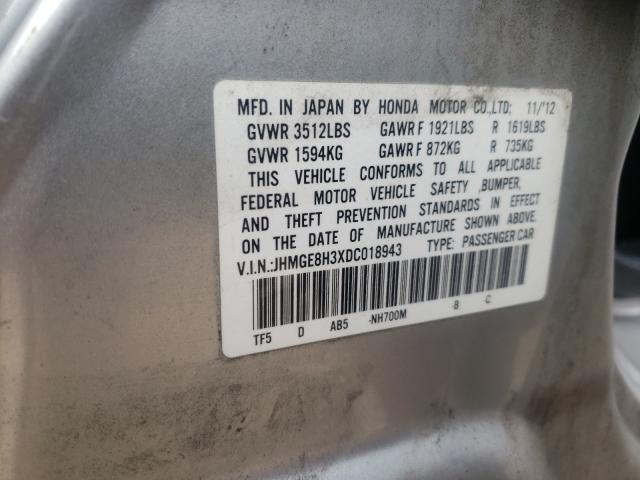 MFD. IN JAPAN BY HONDA MOTOR CO.,LTD; 11/'12
GVWR 3512LBS GAWR F 1921LBS R 1619LBS
GVWR 1594KG GAWR F 872KG R 735KG
THIS VEHICLE CONFORMS TO ALL APPLICABLE
FEDERAL MOTOR VEHICLE SAFETY ,BUMPER,
AND THEFT PREVENTION STANDARDS IN EFFECT
ON THE DATE OF MANUFACTURE SHOWN ABOVE.
V.I.N.:JHMGE8H3XDC018943 TYPE: PASSENGER CAR
TF5 D AB5 -NH700M -B -C